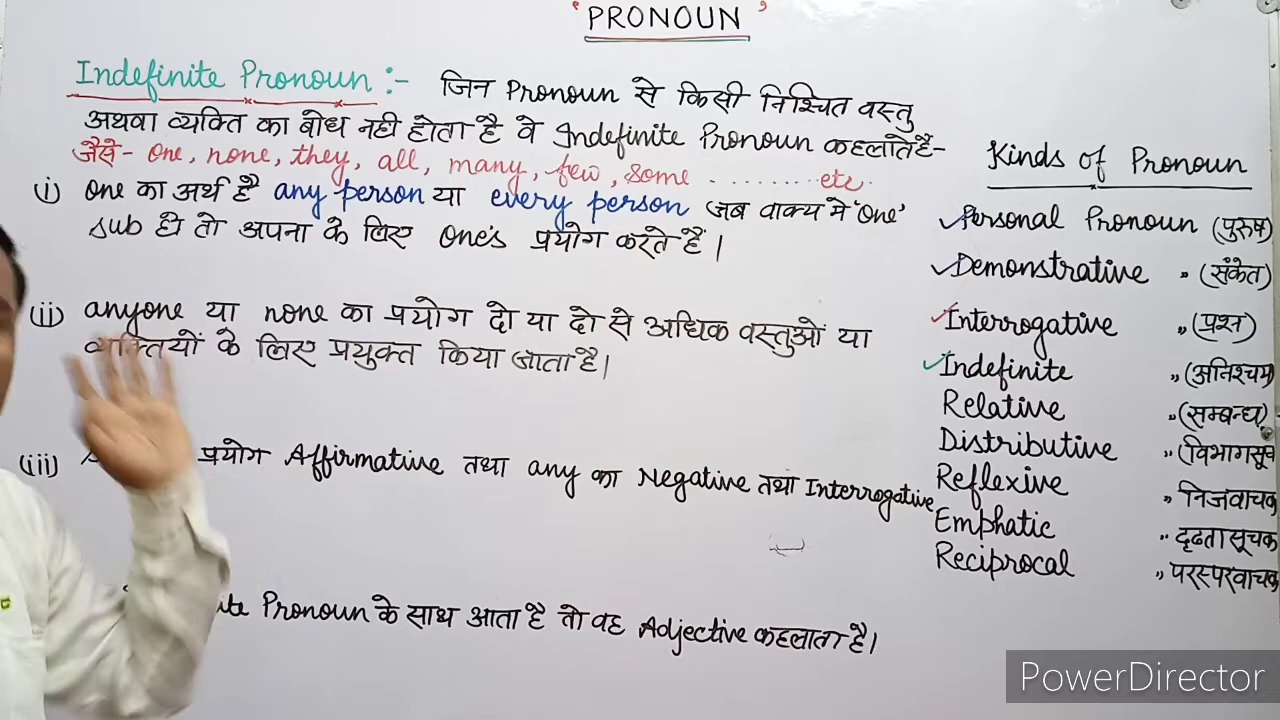 'PRONOUN'
Indefinite Pronoun :- जिन Pronoun से किसी निश्चित वस्तु
अथवा व्यक्ति का बोध नही होता है वे Indefinite Pronoun कहलाते है-
जैसे- one, none, they, all, many, few, some ......... etc.
(i) one का अर्थ है any person या every person जब वाक्य मे 'one'
sub हो तो अपना के लिए one's प्रयोग करते हैं।
(ii) anyone या none का प्रयोग दो या दो से अधिक वस्तुओं या
व्यक्तियों के लिए प्रयुक्त किया जाता है।
(iii) प्रयोग Affirmative तथा any का Negative तथा Interrogative
Pronoun के साथ आता है तो वह Adjective कहलाता है।
Kinds of Pronoun
✓Personal Pronoun (पुरुष)
✓Demonstrative " (संकेत)
✓Interrogative " (प्रश्न)
✓Indefinite " (अनिश्चय)
Relative " (सम्बन्ध)
Distributive " (विभागसूच
Reflexive " निजवाचक
Emphatic " दृढतासूचक
Reciprocal " परस्परवाचक
PowerDirector